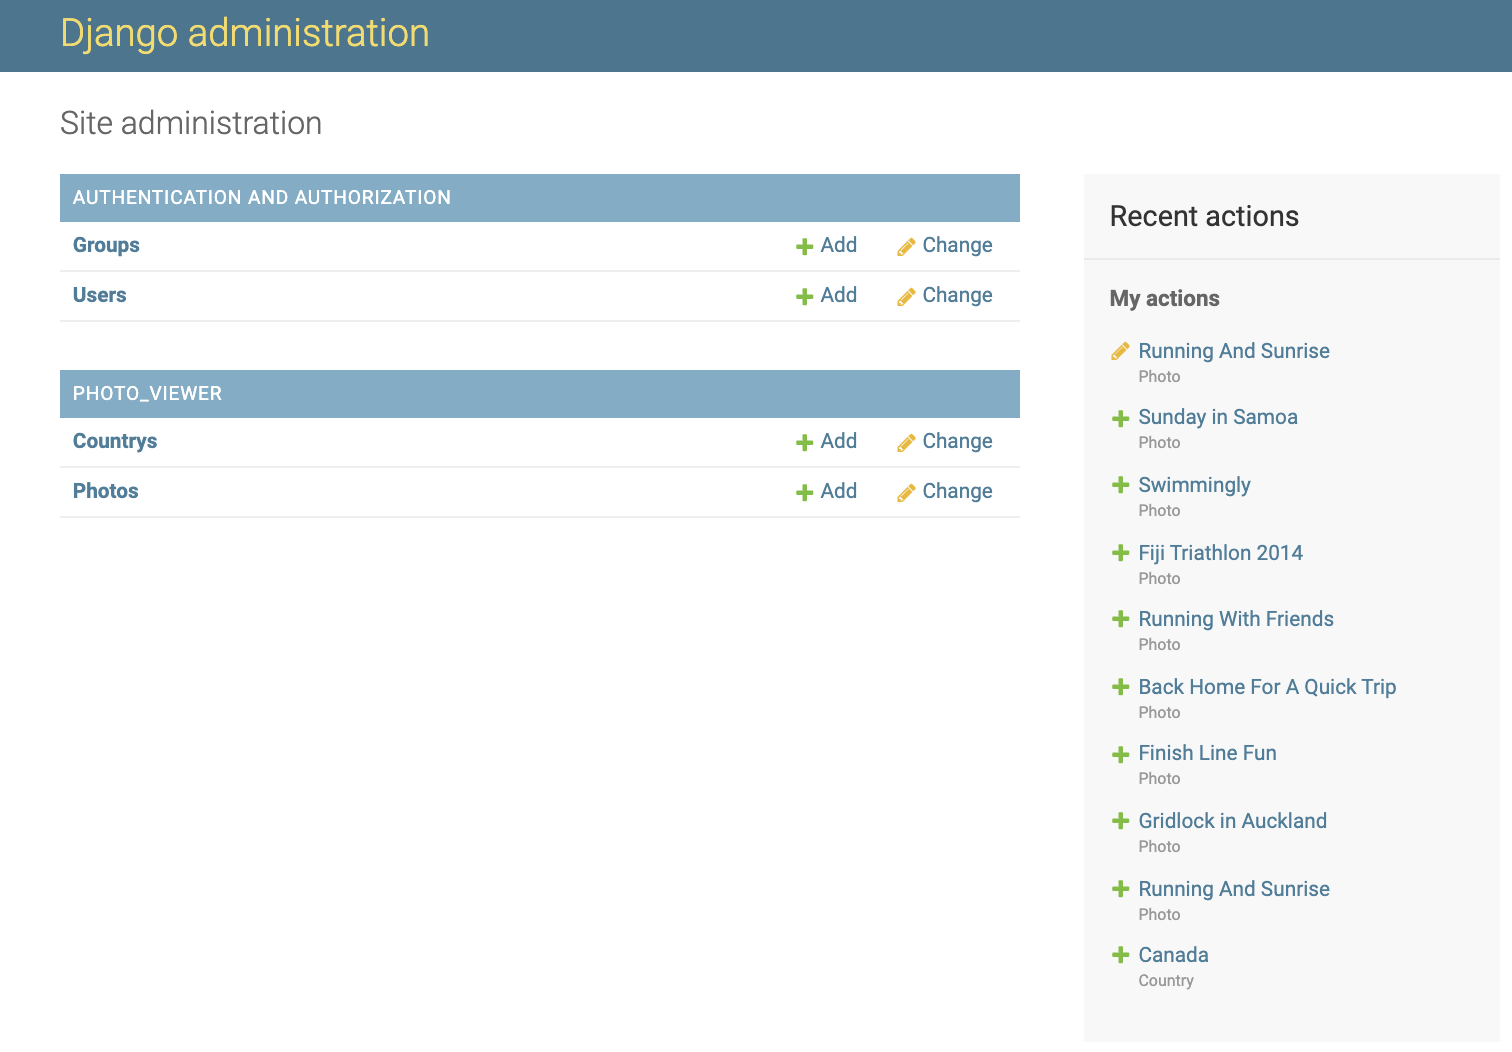 Django administration
Site administration
AUTHENTICATION AND AUTHORIZATION
Groups Add Change
Users Add Change
PHOTO_VIEWER
Countrys Add Change
Photos Add Change
Recent actions
My actions
Running And Sunrise
Photo
Sunday in Samoa
Photo
Swimmingly
Photo
Fiji Triathlon 2014
Photo
Running With Friends
Photo
Back Home For A Quick Trip
Photo
Finish Line Fun
Photo
Gridlock in Auckland
Photo
Running And Sunrise
Photo
Canada
Country